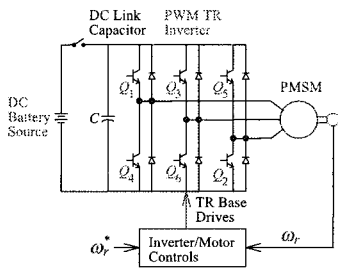 DC Link
Capacitor
PWM TR
Inverter
Q1
Q3
Q5
PMSM
DC
Battery
Source
C
Q4
Q6
Q2
TR Base
Drives
ωr*
Inverter/Motor
Controls
ωr